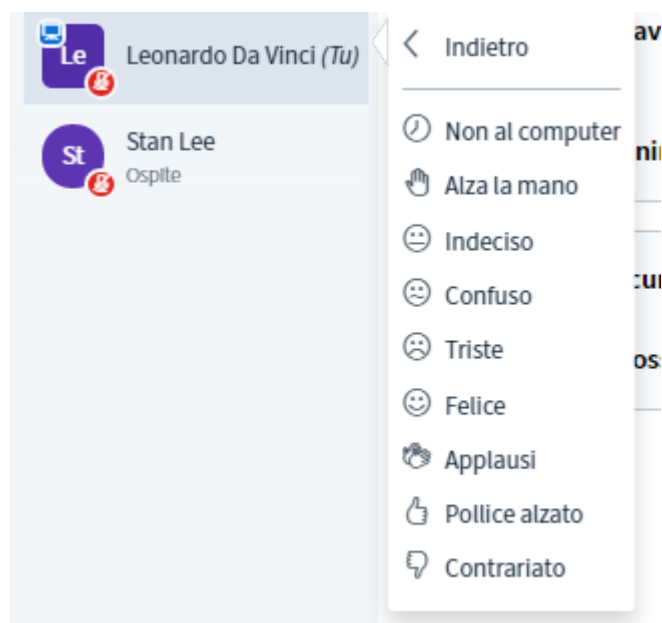 Le
Leonardo Da Vinci (Tu)
St
Stan Lee
Ospite
Indietro
Non al computer
Alza la mano
Indeciso
Confuso
Triste
Felice
Applausi
Pollice alzato
Contrariato
av